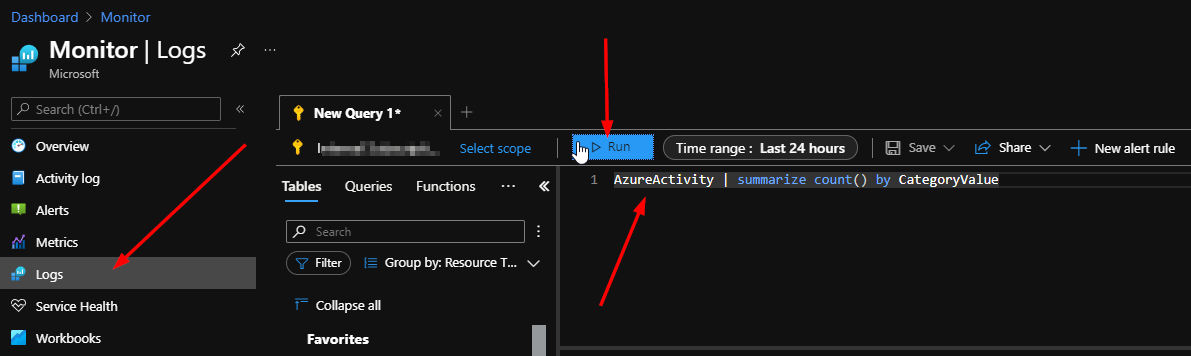 Dashboard > Monitor
Monitor | Logs
Microsoft
...
Search (Ctrl+/)
«
Overview
Activity log
Alerts
Metrics
Logs
Service Health
Workbooks
New Query 1*
×
+
Select scope
Run
Time range : Last 24 hours
Save
Share
+ New alert rule
Tables
Queries
Functions
...
«
Search
Filter
Group by: Resource T...
Collapse all
Favorites
1 AzureActivity | summarize count() by CategoryValue